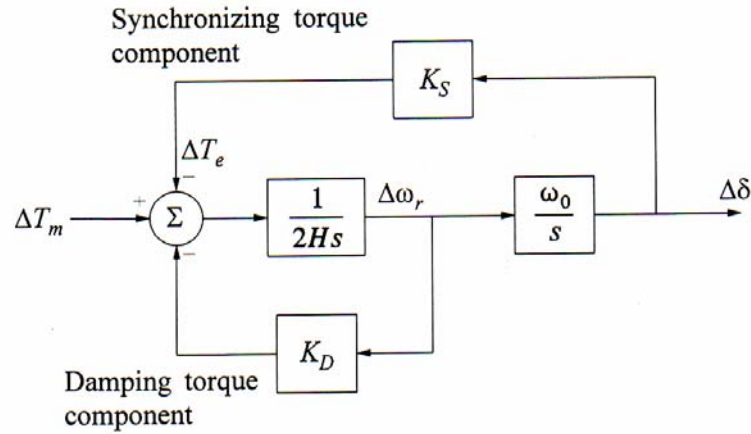 Synchronizing torque
component
K_S
ΔT_e
−
+
ΔT_m
Σ
1
2Hs
Δω_r
ω_0
s
Δδ
−
K_D
Damping torque
component